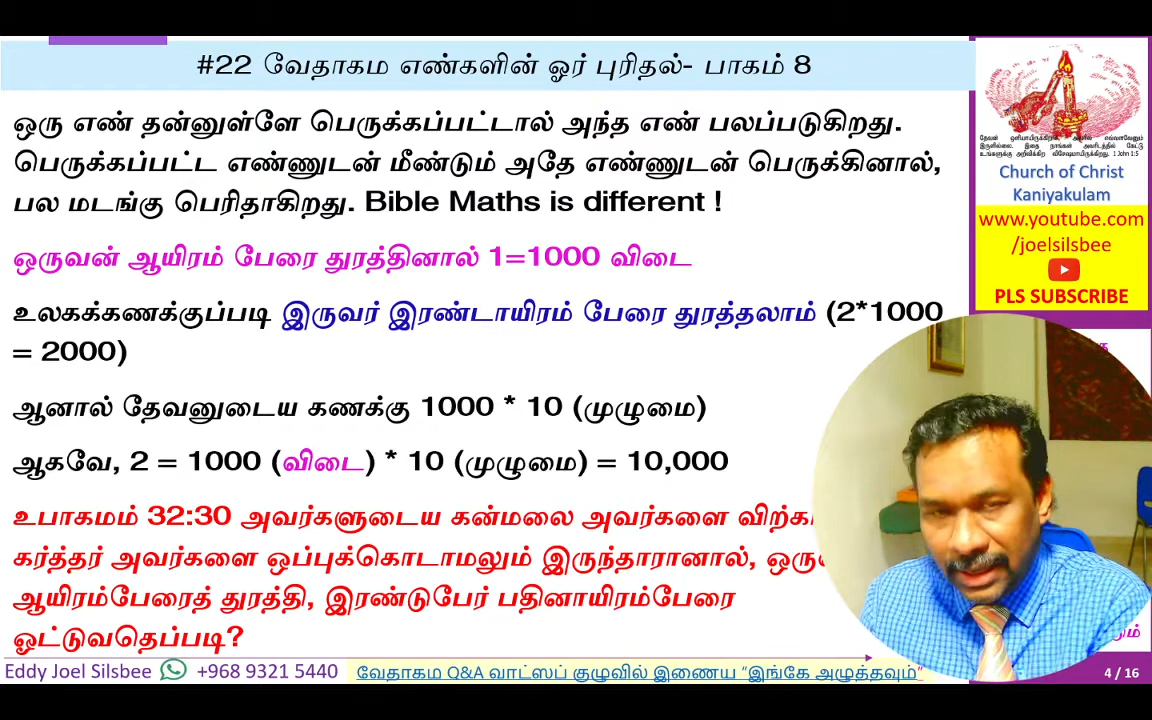 #22 வேதாகம எண்களின் ஓர் புரிதல்- பாகம் 8
ஒரு எண் தன்னுள்ளே பெருக்கப்பட்டால் அந்த எண் பலப்படுகிறது.
பெருக்கப்பட்ட எண்ணுடன் மீண்டும் அதே எண்ணுடன் பெருக்கினால்,
பல மடங்கு பெரிதாகிறது. Bible Maths is different !
ஒருவன் ஆயிரம் பேரை துரத்தினால் 1=1000 விடை
உலகக்கணக்குப்படி இருவர் இரண்டாயிரம் பேரை துரத்தலாம் (2*1000
= 2000)
ஆனால் தேவனுடைய கணக்கு 1000 * 10 (முழுமை)
ஆகவே, 2 = 1000 (விடை) * 10 (முழுமை) = 10,000
உபாகமம் 32:30 அவர்களுடைய கன்மலை அவர்களை
கர்த்தர் அவர்களை ஒப்புக்கொடாமலும் இருந்தாரானால்,
ஆயிரம்பேரைத் துரத்தி, இரண்டுபேர் பதினாயிரம்பேரை
ஓட்டுவதெப்படி?
Eddy Joel Silsbee +968 9321 5440 வேதாகம Q&A வாட்ஸப் குழுவில் இணைய “இங்கே அழுத்தவும்”
1 John 1:5
Church of Christ
Kaniyakulam
www.youtube.com
/joelsilsbee
PLS SUBSCRIBE
4 / 16